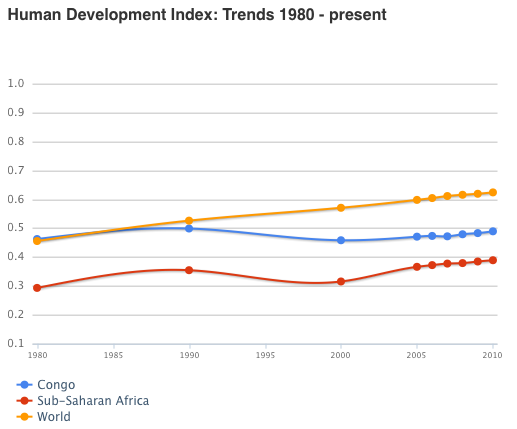 Human Development Index: Trends 1980 - present
1.0
0.9
0.8
0.7
0.6
0.5
0.4
0.3
0.2
0.1
1980 1985 1990 1995 2000 2005 2010
Congo
Sub-Saharan Africa
World